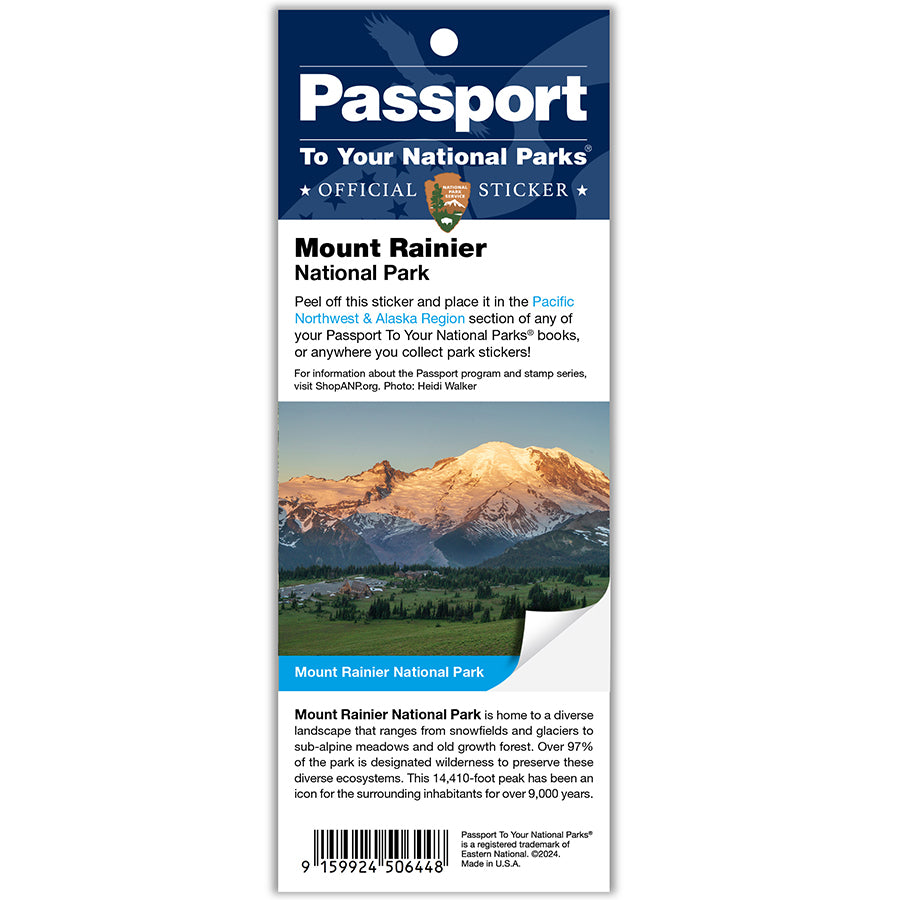 Passport
To Your National Parks®
★ OFFICIAL STICKER ★
NATIONAL
PARK
SERVICE
Mount Rainier
National Park
Peel off this sticker and place it in the Pacific
Northwest & Alaska Region section of any of
your Passport To Your National Parks® books,
or anywhere you collect park stickers!
For information about the Passport program and stamp series,
visit ShopANP.org. Photo: Heidi Walker
Mount Rainier National Park
Mount Rainier National Park is home to a diverse
landscape that ranges from snowfields and glaciers to
sub-alpine meadows and old growth forest. Over 97%
of the park is designated wilderness to preserve these
diverse ecosystems. This 14,410-foot peak has been an
icon for the surrounding inhabitants for over 9,000 years.
9 159924 506448
Passport To Your National Parks®
is a registered trademark of
Eastern National. ©2024.
Made in U.S.A.